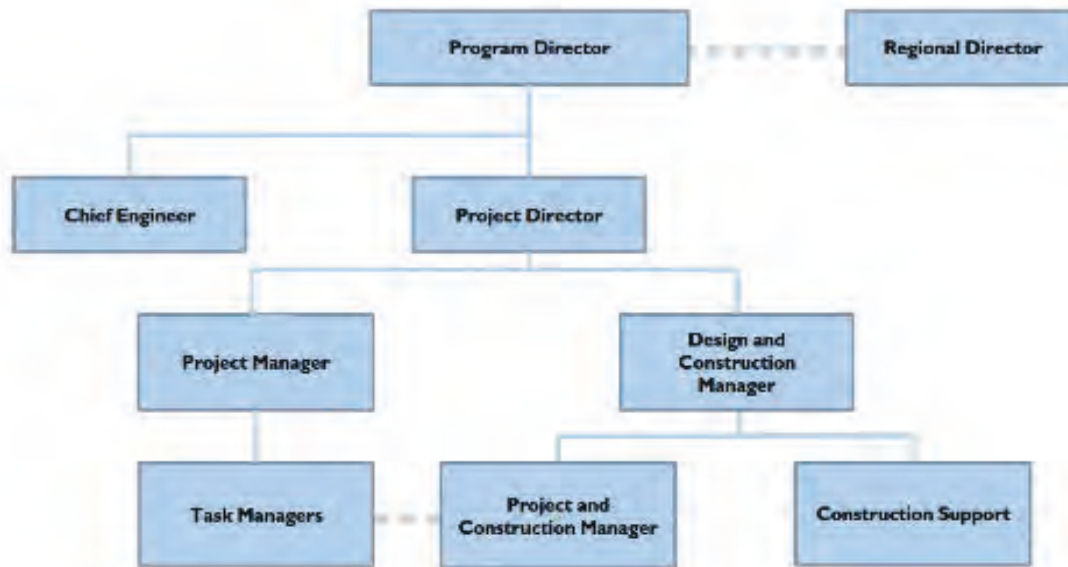 Program Director
Regional Director
Chief Engineer
Project Director
Project Manager
Design and
Construction
Manager
Task Managers
Project and
Construction Manager
Construction Support